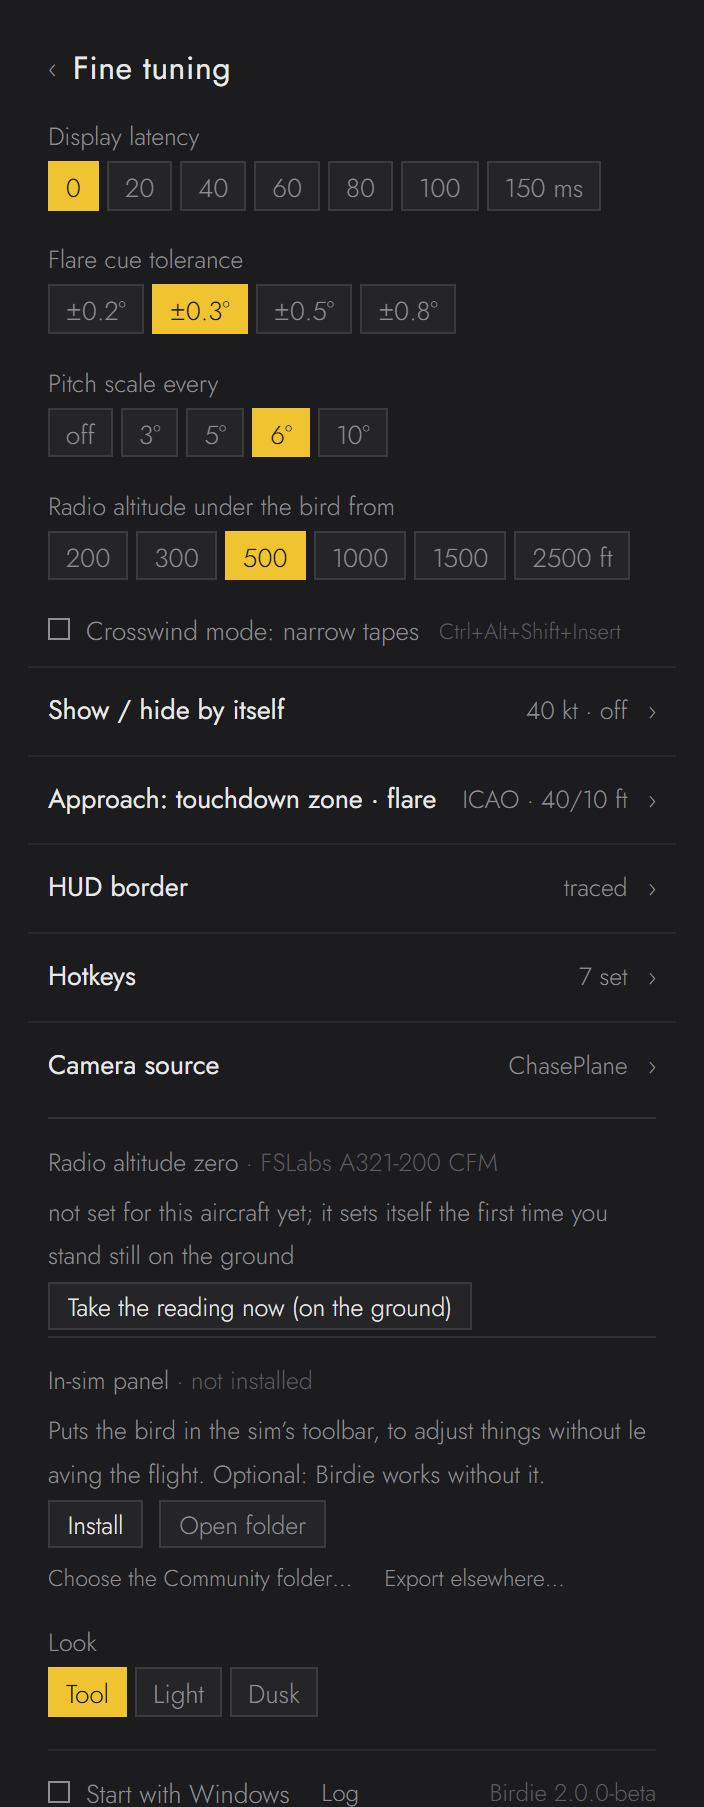 ‹ Fine tuning
Display latency
0 20 40 60 80 100 150 ms
Flare cue tolerance
±0.2° ±0.3° ±0.5° ±0.8°
Pitch scale every
off 3° 5° 6° 10°
Radio altitude under the bird from
200 300 500 1000 1500 2500 ft
Crosswind mode: narrow tapes Ctrl+Alt+Shift+Insert
Show / hide by itself 40 kt · off ›
Approach: touchdown zone · flare ICAO · 40/10 ft ›
HUD border traced ›
Hotkeys 7 set ›
Camera source ChasePlane ›
Radio altitude zero · FSLabs A321-200 CFM
not set for this aircraft yet; it sets itself the first time you
stand still on the ground
Take the reading now (on the ground)
In-sim panel · not installed
Puts the bird in the sim’s toolbar, to adjust things without le
aving the flight. Optional: Birdie works without it.
Install Open folder
Choose the Community folder… Export elsewhere…
Look
Tool Light Dusk
Start with Windows Log Birdie 2.0.0-beta